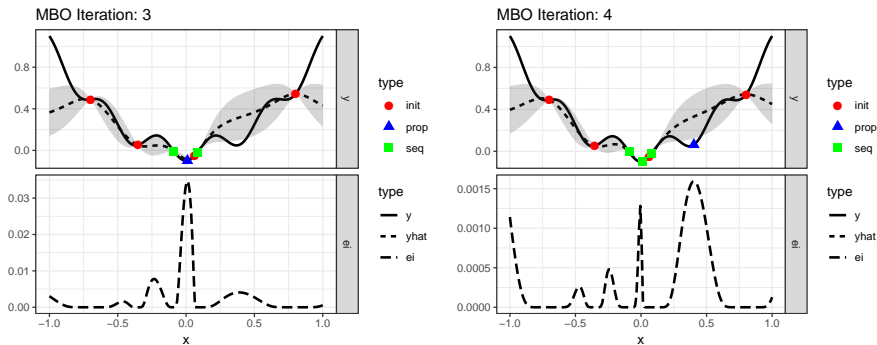 MBO Iteration: 3
0.8
0.4
0.0
y
type
init
prop
seq
0.03
0.02
0.01
0.00
ei
type
y
yhat
ei
−1.0 −0.5 0.0 0.5 1.0
x
MBO Iteration: 4
0.8
0.4
0.0
y
type
init
prop
seq
0.0015
0.0010
0.0005
0.0000
ei
type
y
yhat
ei
−1.0 −0.5 0.0 0.5 1.0
x